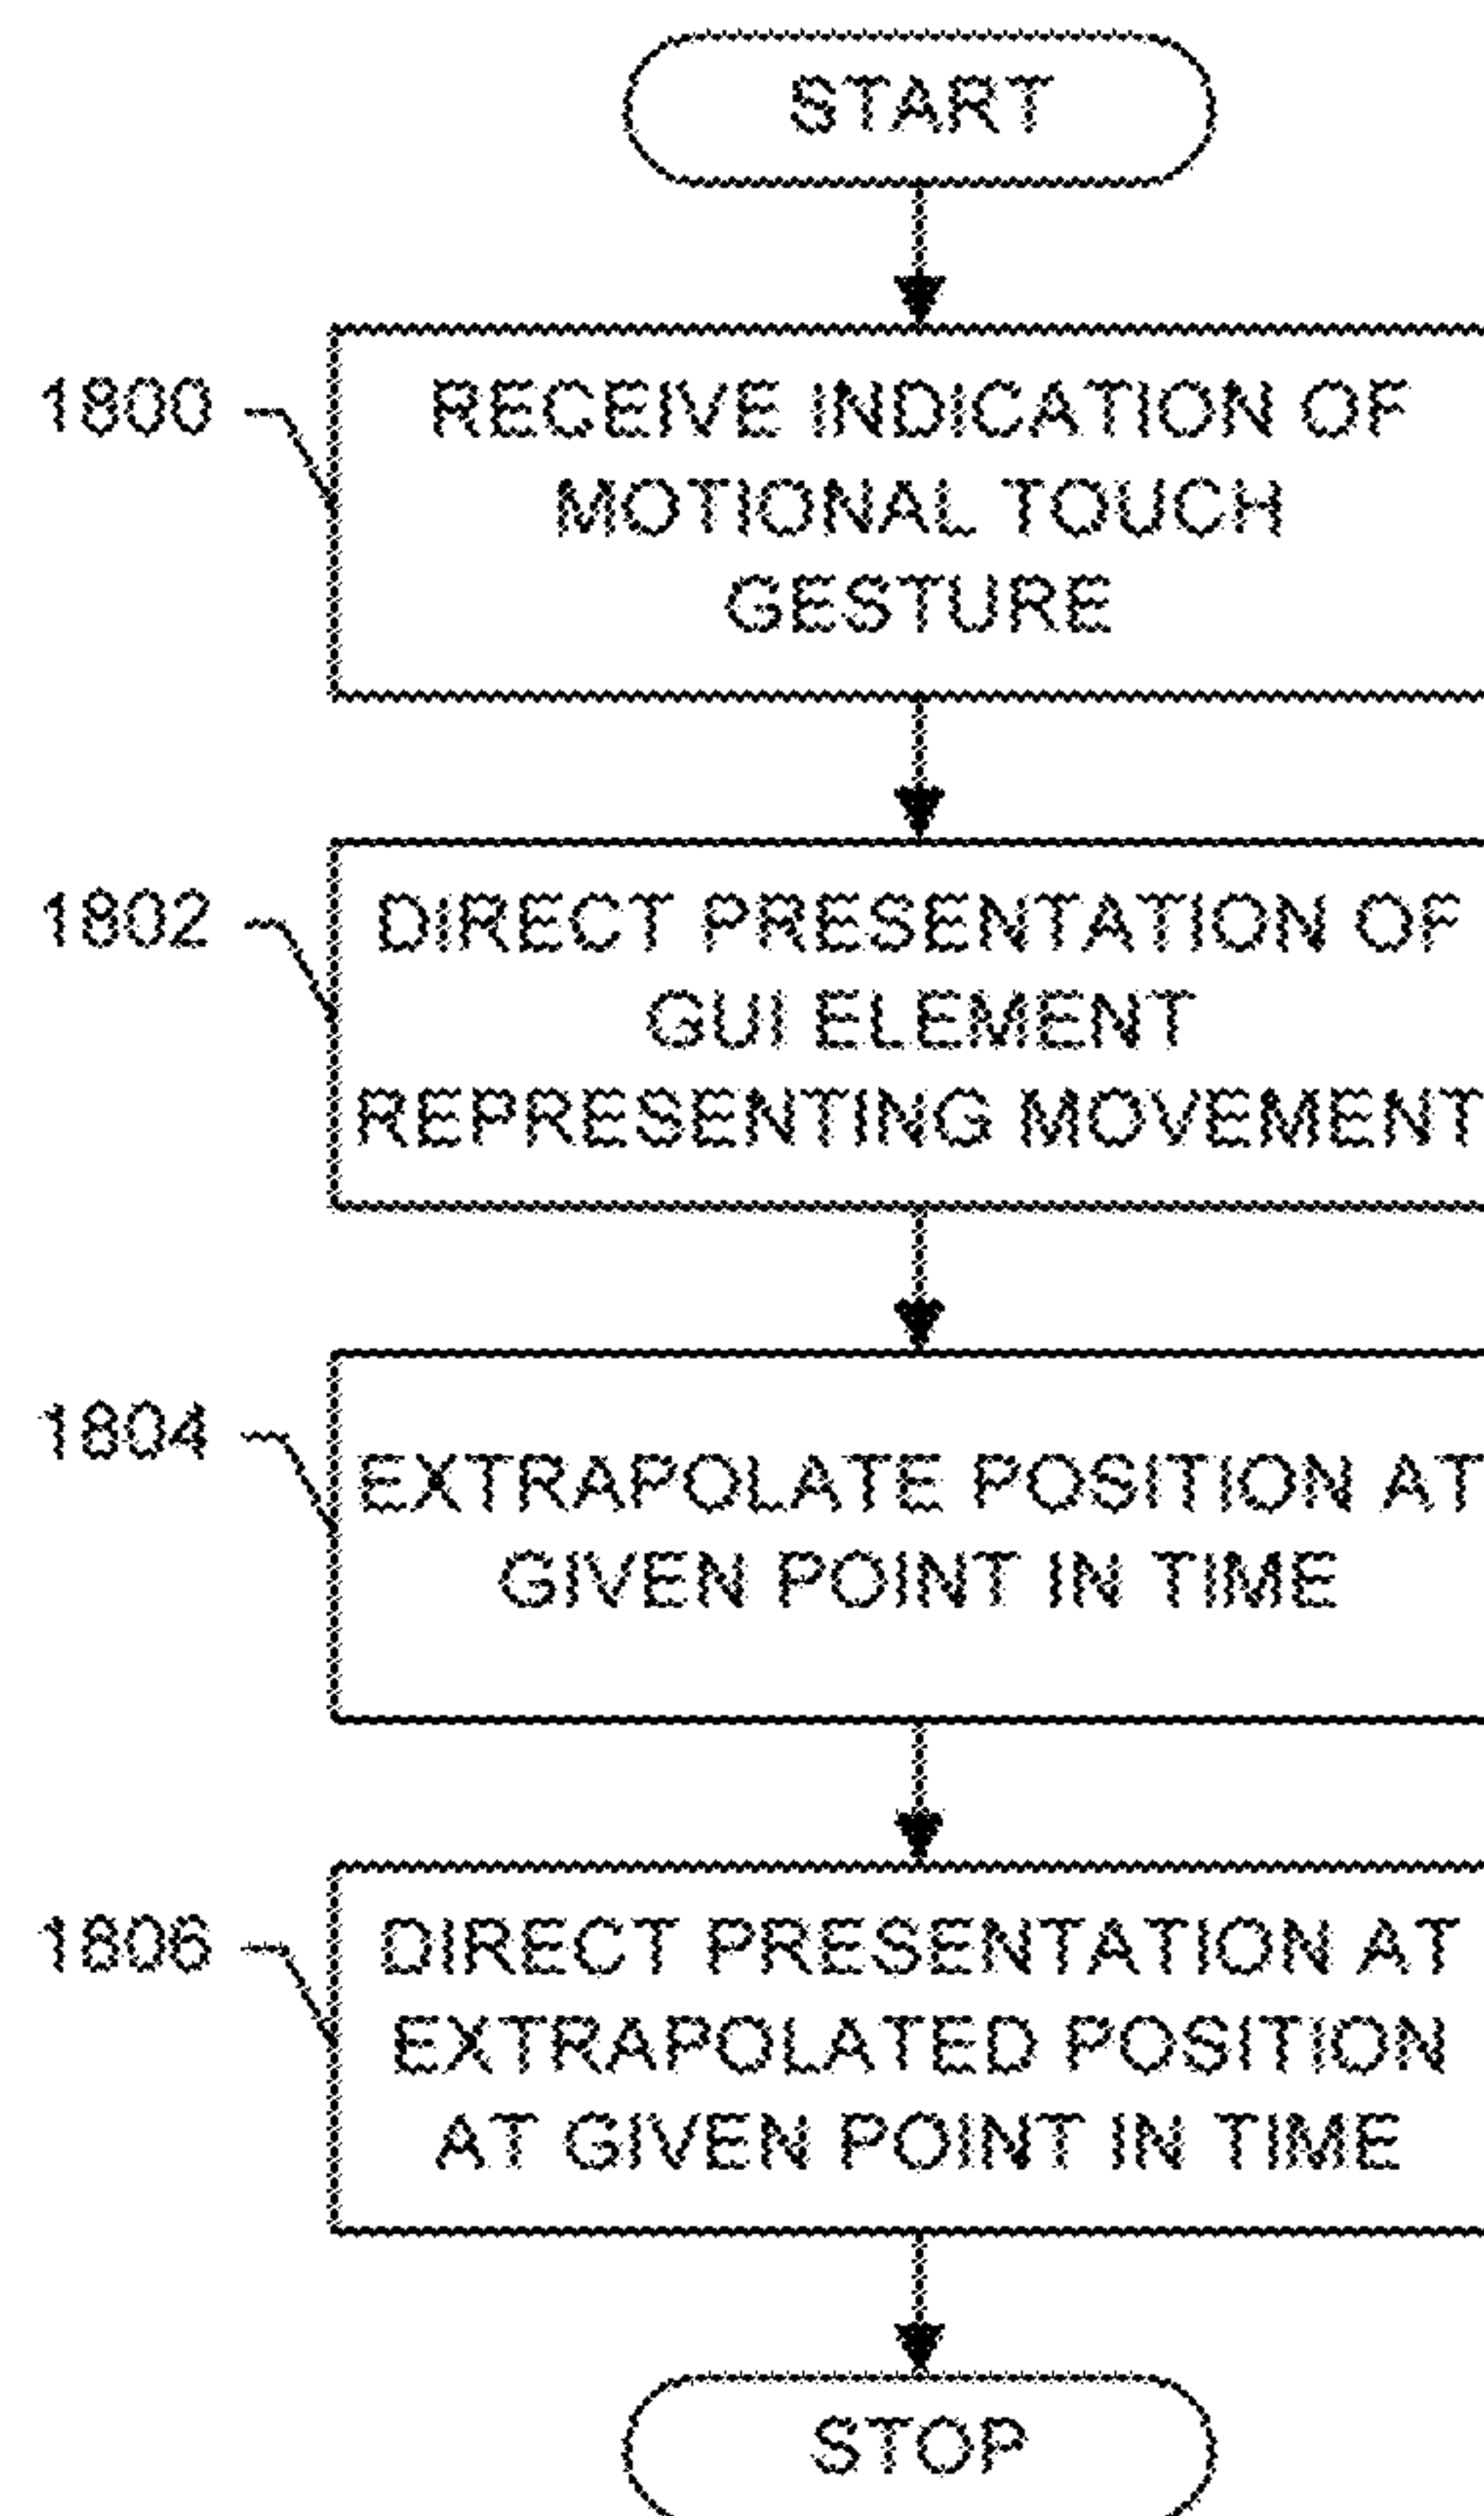 START
1800
RECEIVE INDICATION OF
MOTIONAL TOUCH
GESTURE
1802
DIRECT PRESENTATION OF
GUI ELEMENT
REPRESENTING MOVEMENT
1804
EXTRAPOLATE POSITION AT
GIVEN POINT IN TIME
1806
DIRECT PRESENTATION AT
EXTRAPOLATED POSITION
AT GIVEN POINT IN TIME
STOP